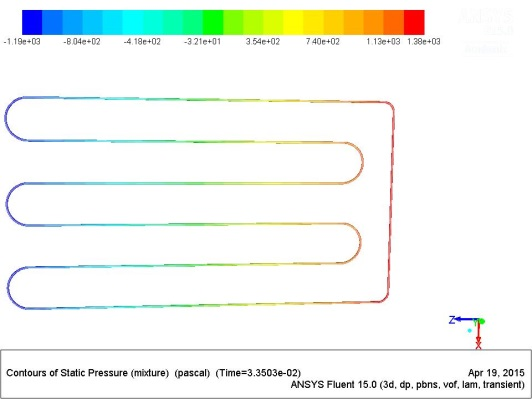 -1.19e+03 -8.04e+02 -4.18e+02 -3.21e+01 3.54e+02 7.40e+02 1.13e+03 1.38e+03
Z
X
Contours of Static Pressure (mixture) (pascal) (Time=3.3503e-02)
Apr 19, 2015
ANSYS Fluent 15.0 (3d, dp, pbns, vof, lam, transient)